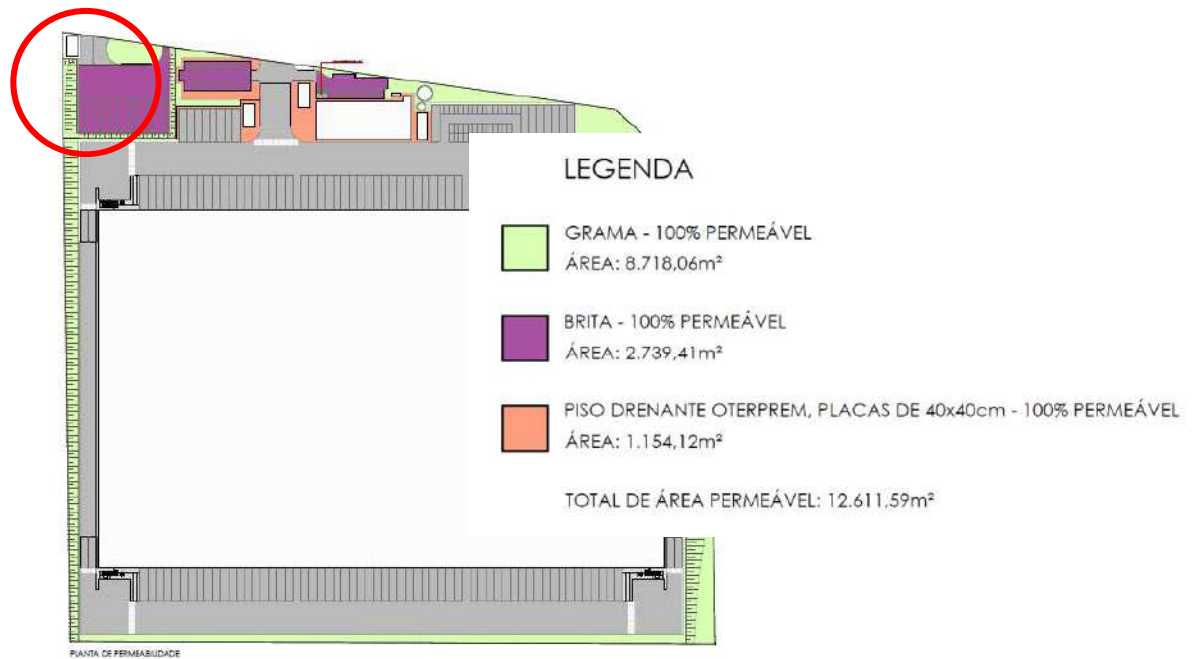 LEGENDA
GRAMA - 100% PERMEÁVEL
ÁREA: 8.718,06m²
BRITA - 100% PERMEÁVEL
ÁREA: 2.739,41m²
PISO DRENANTE OTERPREM, PLACAS DE 40x40cm - 100% PERMEÁVEL
ÁREA: 1.154,12m²
TOTAL DE ÁREA PERMEÁVEL: 12.611,59m²
PLANTA DE PERMEABILIDADE